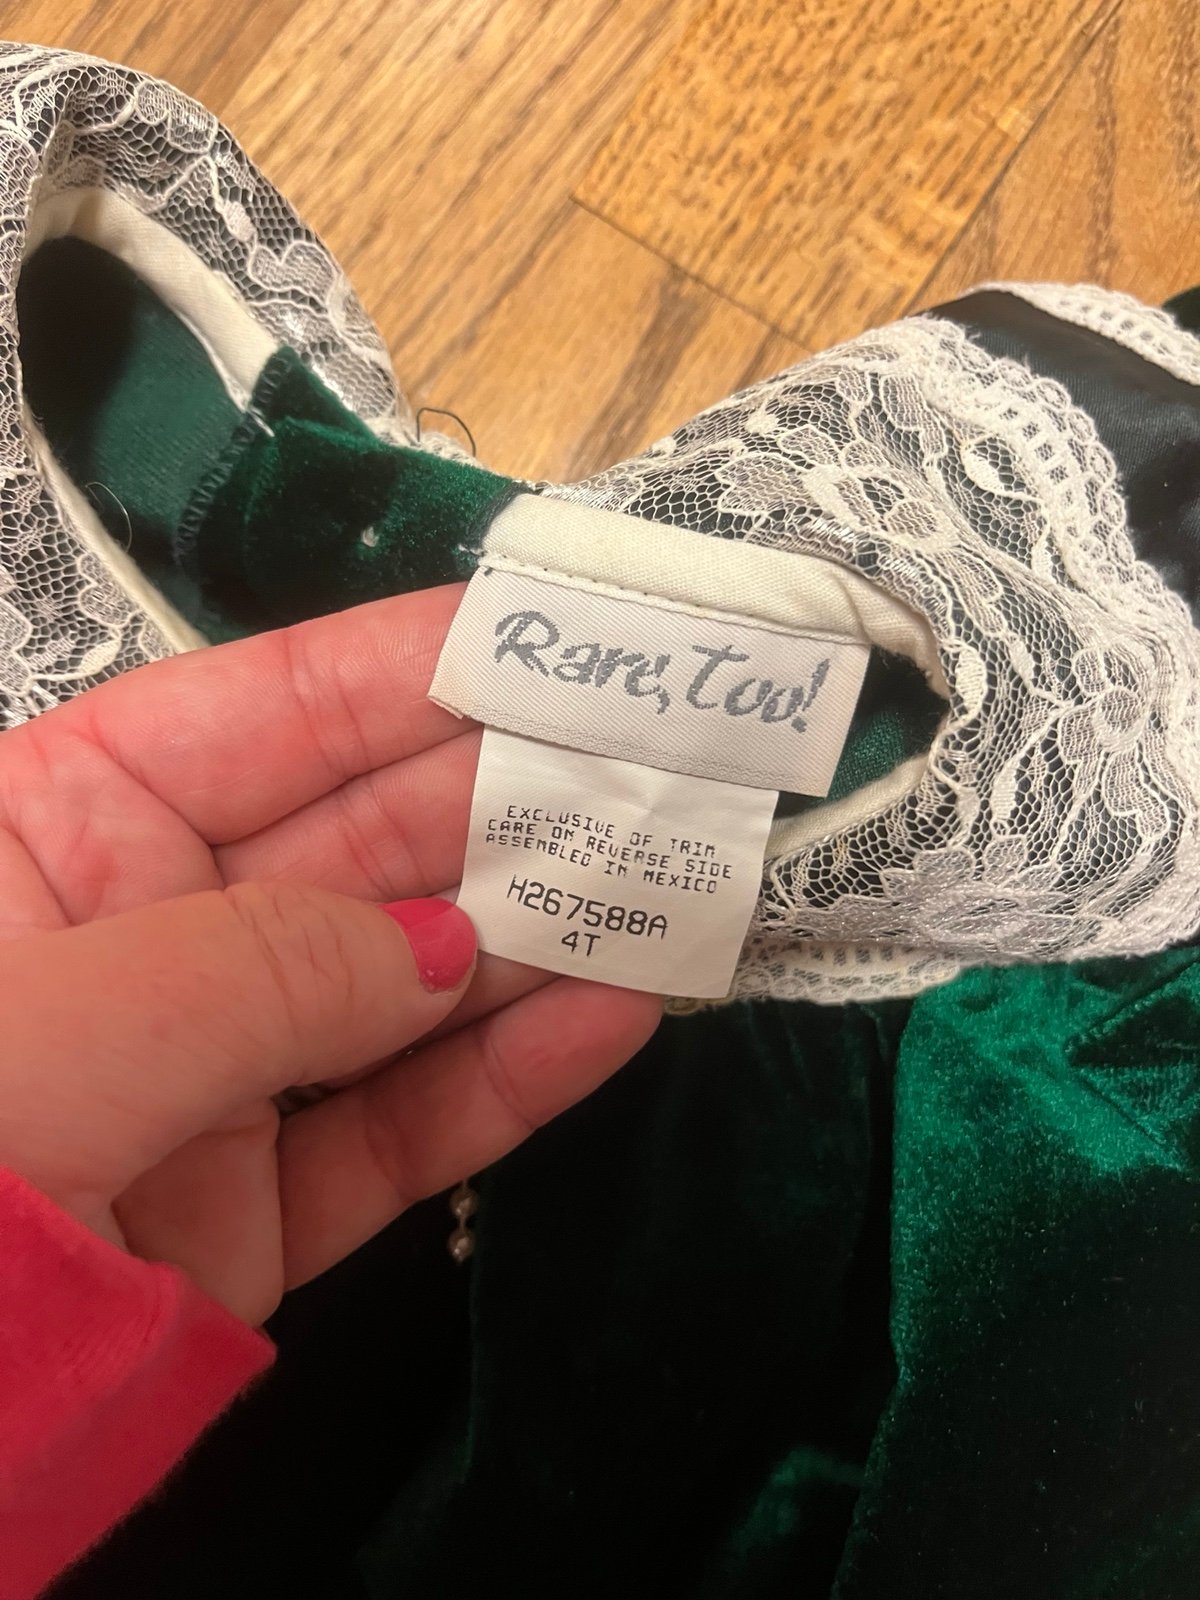 Rare, Too!
EXCLUSIVE OF TRIM
CARE ON REVERSE SIDE
ASSEMBLED IN MEXICO
H267588A
4T